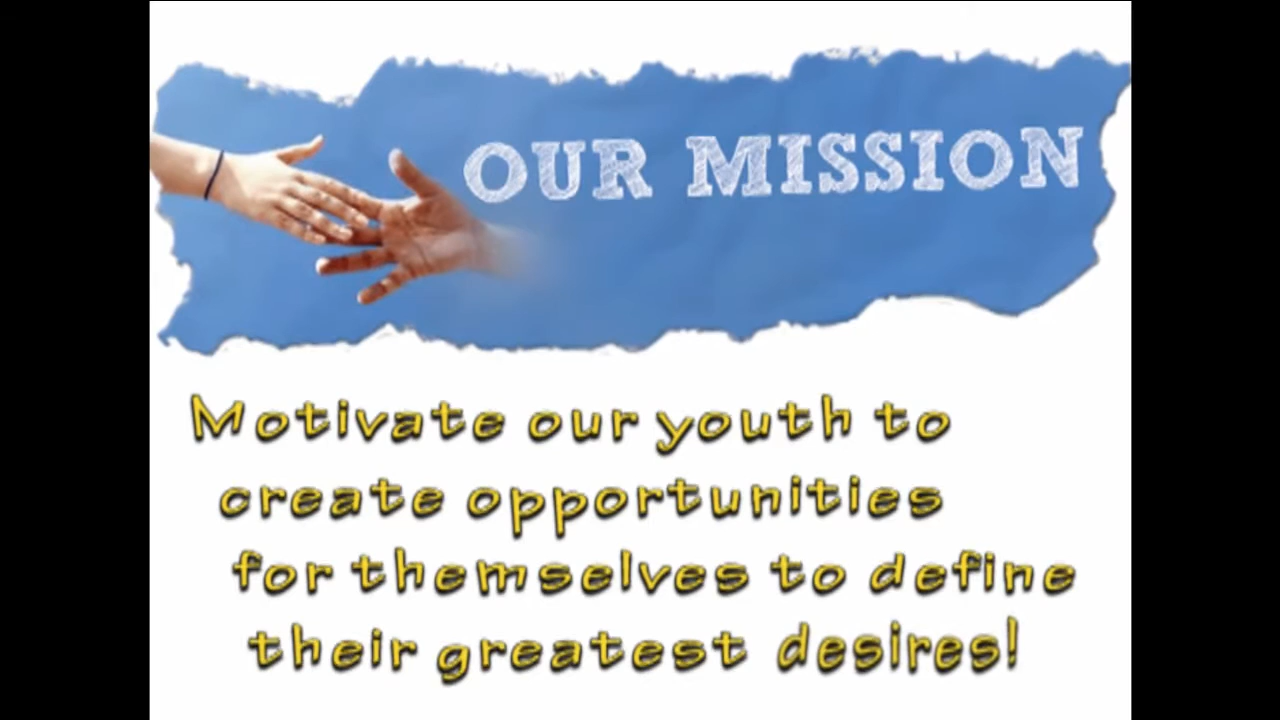 OUR MISSION
Motivate our youth to
create opportunities
for themselves to define
their greatest desires!